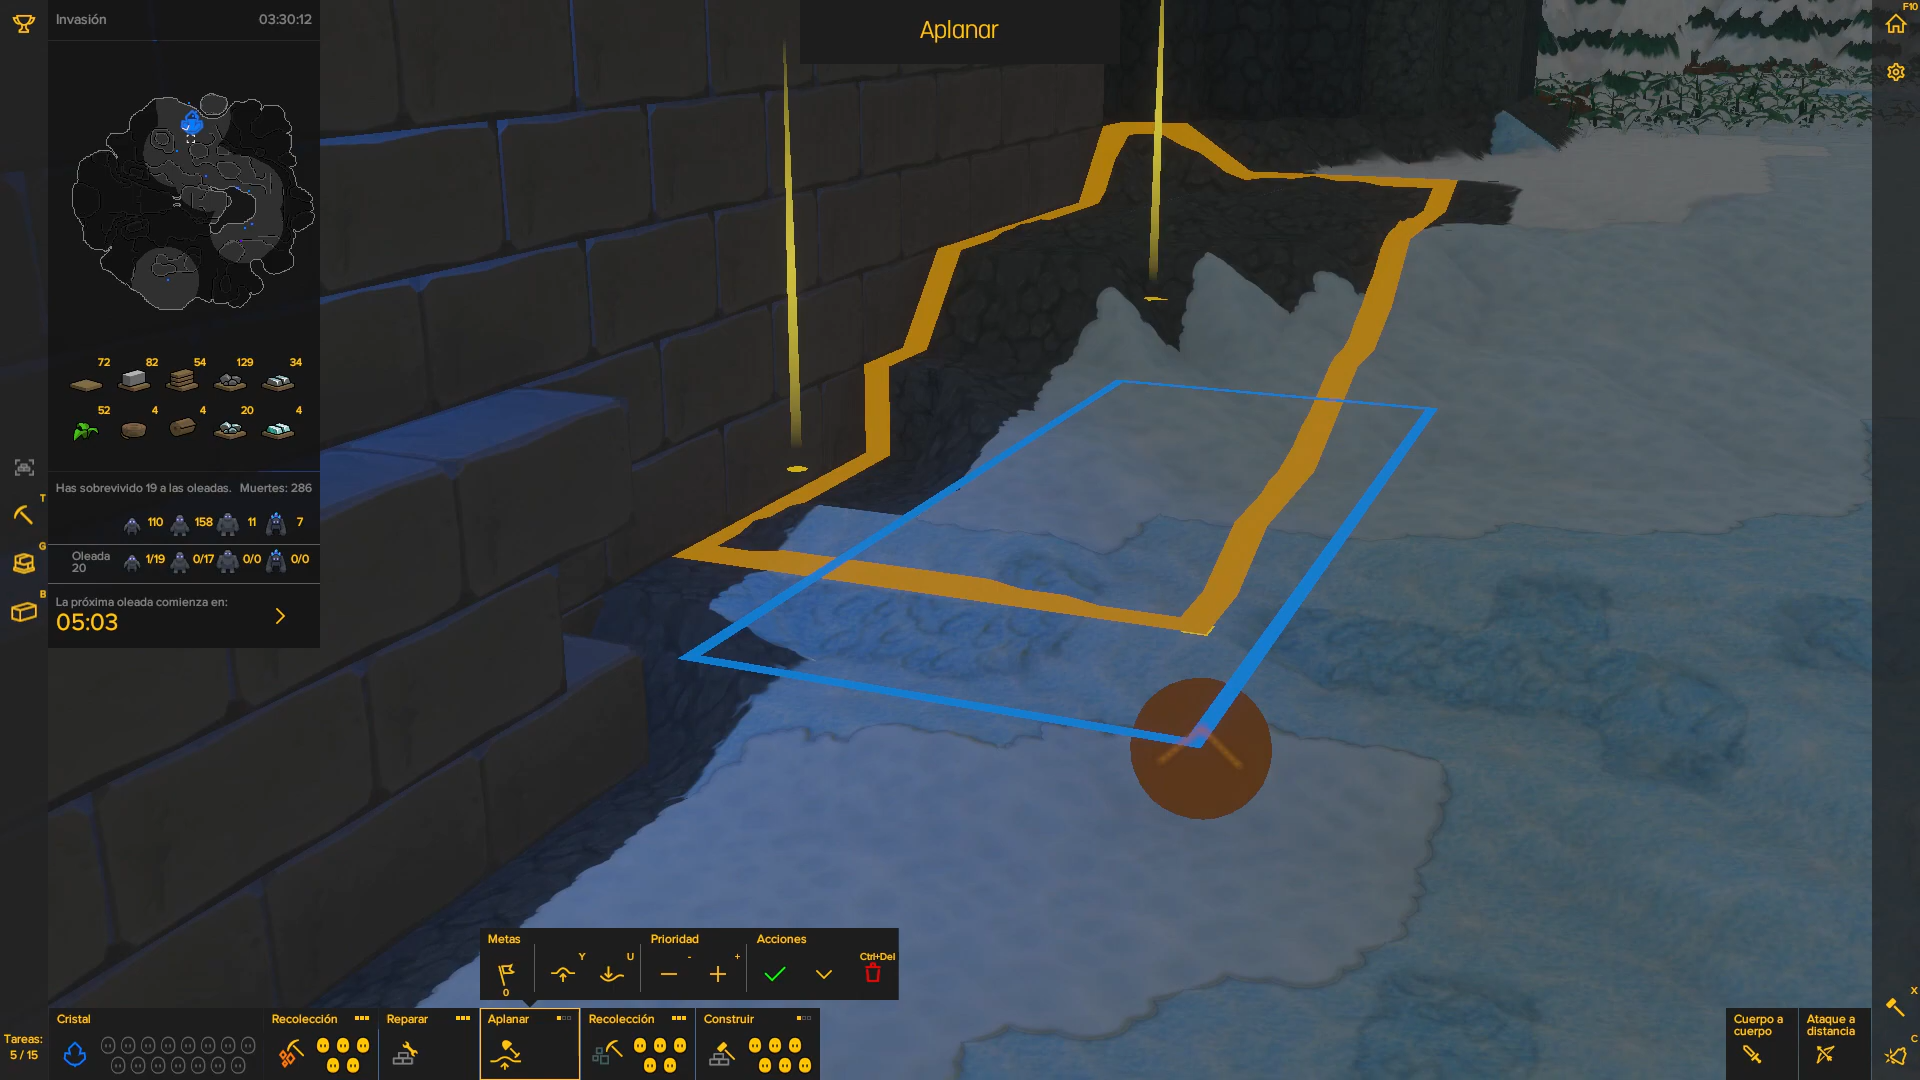 Invasión 03:30:12
Aplanar
F10
72 82 54 129 34
52 4 4 20 4
Has sobrevivido 19 a las oleadas. Muertes: 286
110 158 11 7
Oleada 20 1/19 0/17 0/0 0/0
La próxima oleada comienza en:
05:03
T
G
B
Metas Prioridad Acciones
Y U - + Ctrl+Del
0
Tareas:
5 / 15
Cristal Recolección Reparar Aplanar Recolección Construir
Cuerpo a cuerpo
Ataque a distancia
X
C